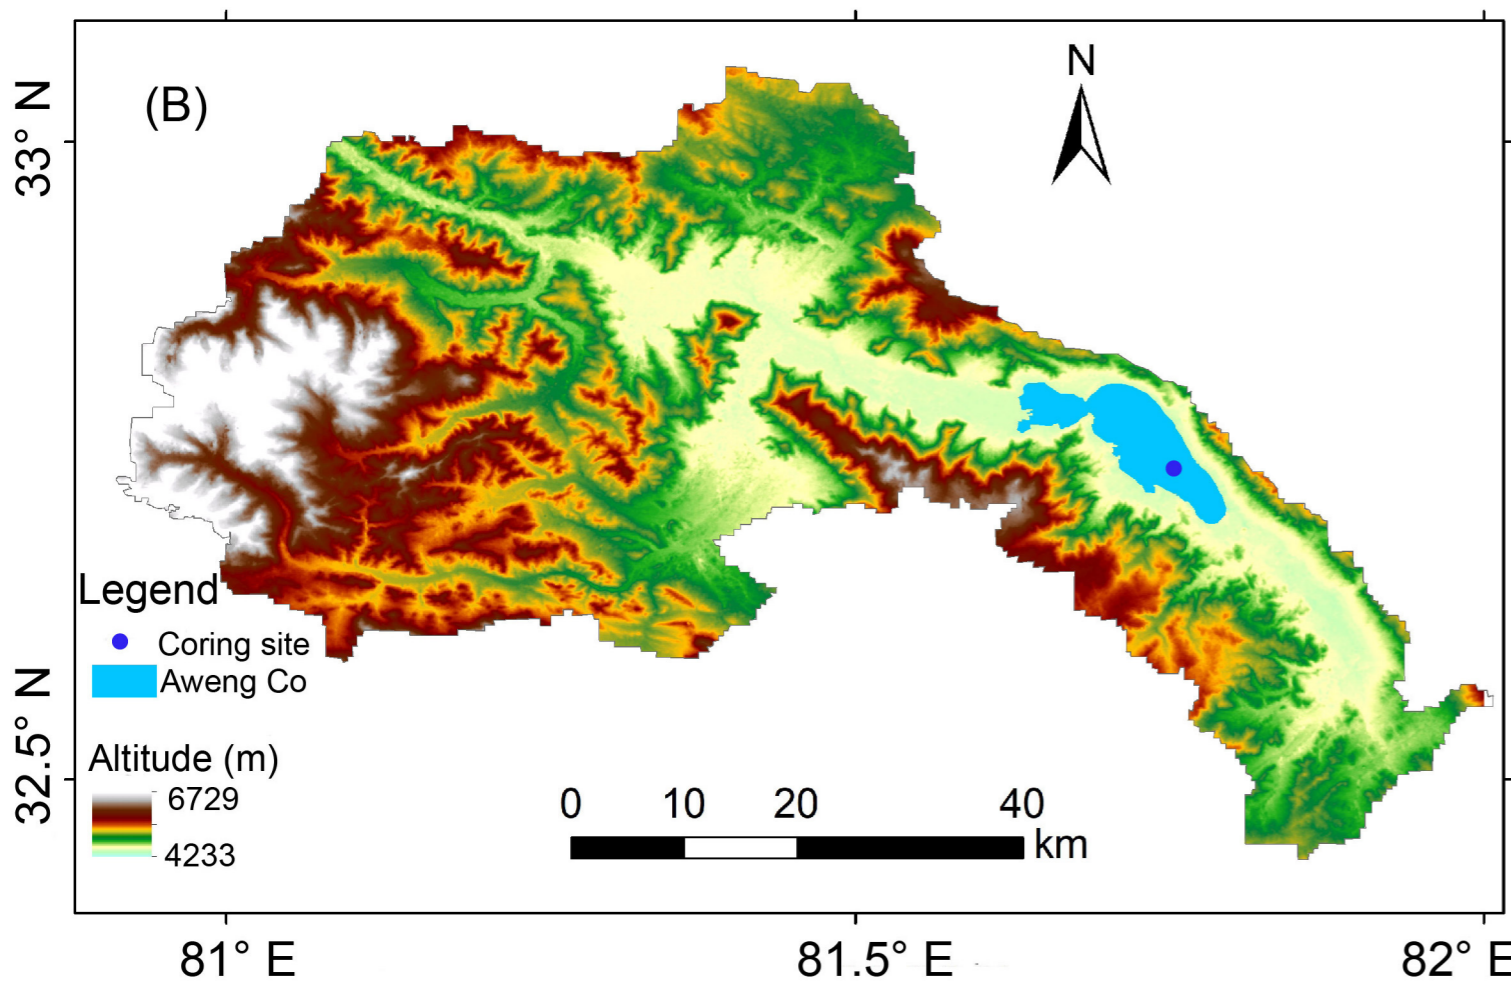 N
(B)
33° N
32.5° N
Legend
Coring site
Aweng Co
Altitude (m)
6729
4233
0 10 20 40
km
81° E 81.5° E 82° E